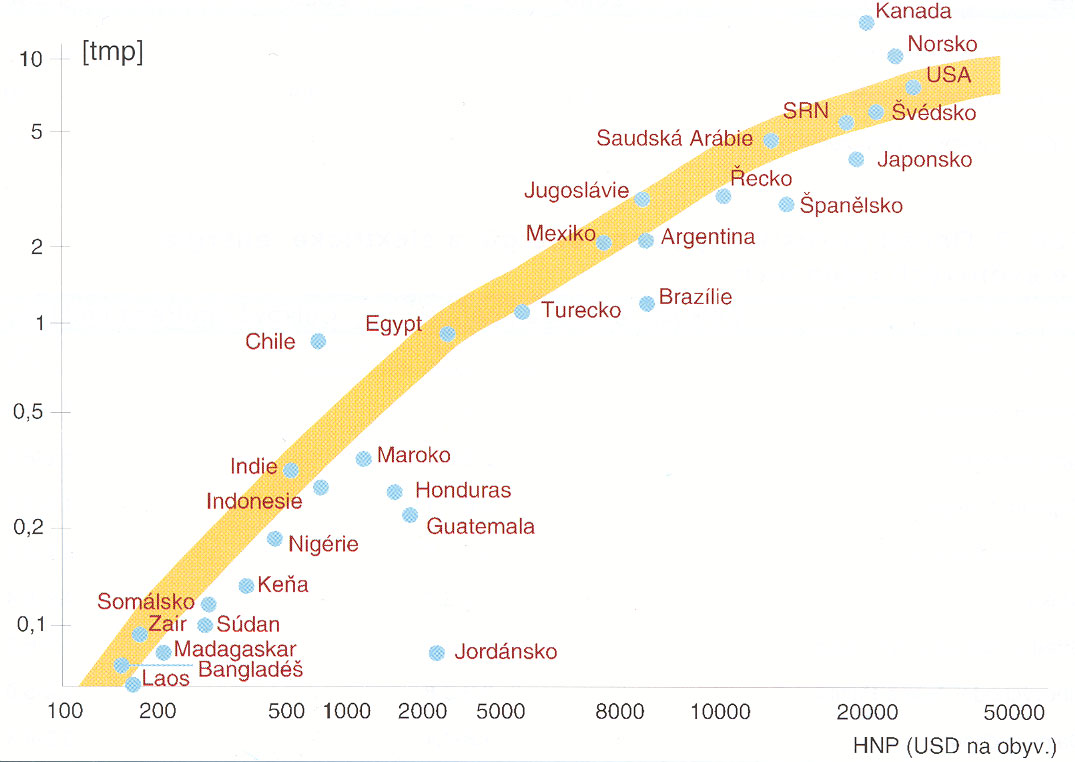 Kanada
[tmp]
Norsko
10
USA
SRN
Švédsko
5
Saudská Arábie
Japonsko
Řecko
Jugoslávie
Španělsko
Mexiko
Argentina
2
Brazílie
Turecko
1
Egypt
Chile
0,5
Maroko
Indie
Honduras
Indonesie
0,2
Guatemala
Nigérie
Keňa
Somálsko
0,1
Zair
Súdan
Madagaskar
Jordánsko
Bangladéš
Laos
100 200 500 1000 2000 5000 8000 10000 20000 50000
HNP (USD na obyv.)